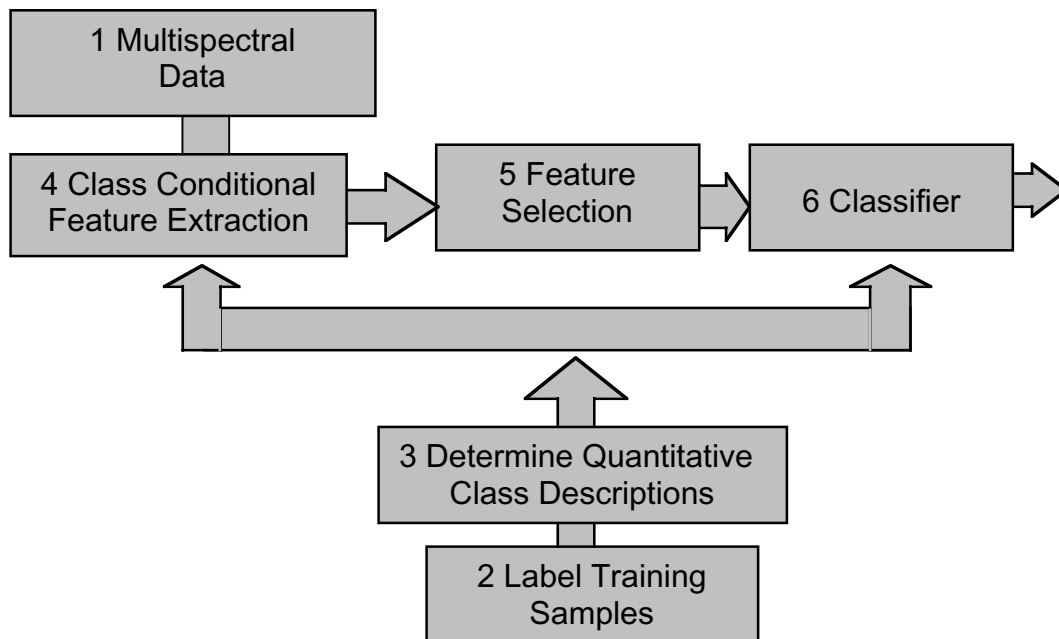 1 Multispectral
Data
4 Class Conditional
Feature Extraction
5 Feature
Selection
6 Classifier
3 Determine Quantitative
Class Descriptions
2 Label Training
Samples